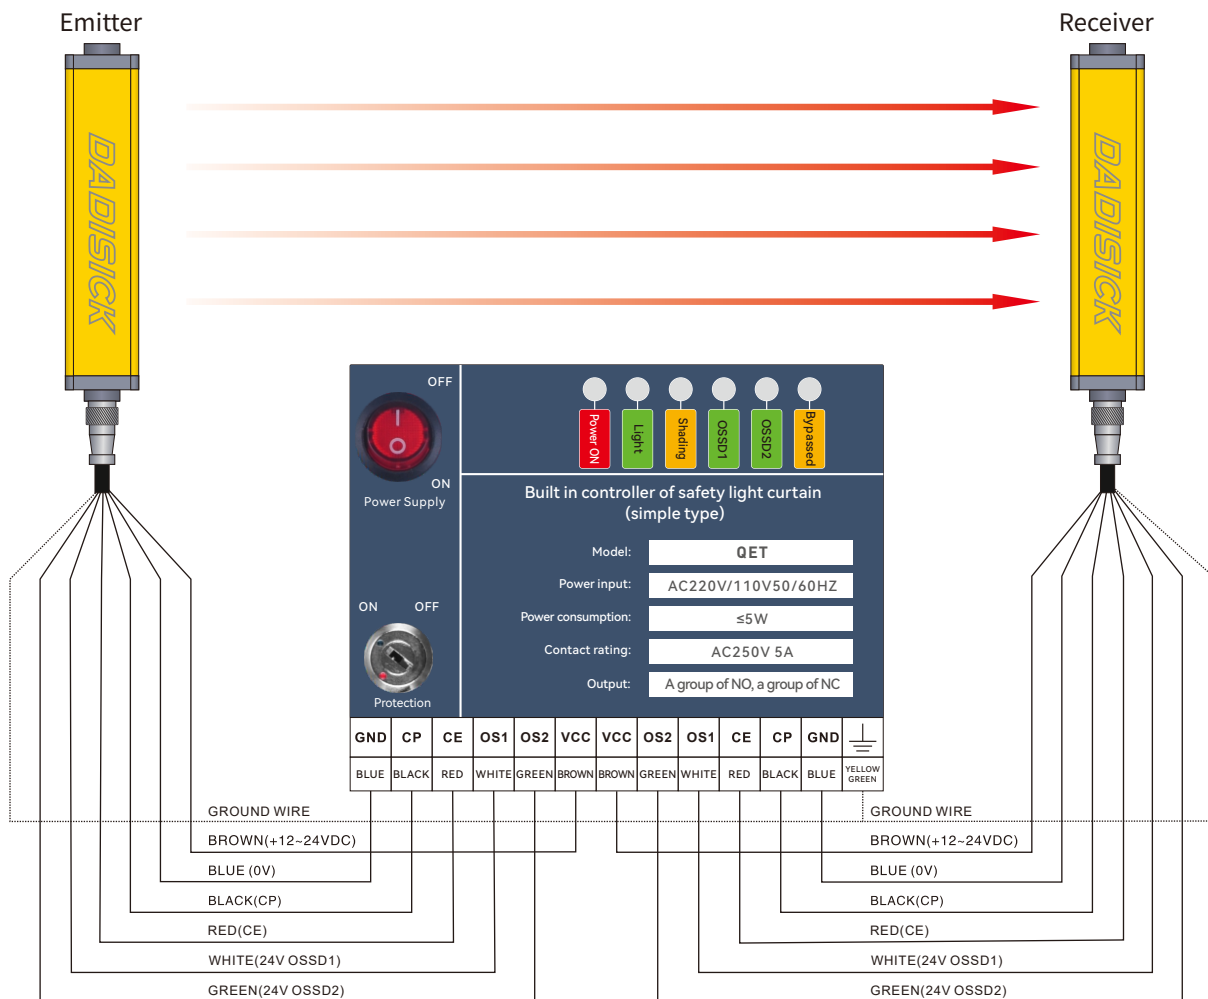 Emitter
Receiver
DADISICK
DADISICK
OFF
ON
Power Supply
ON OFF
Protection
Power ON
Light
Shading
OSSD1
OSSD2
Bypassed
Built in controller of safety light curtain
(simple type)
Model: QET
Power input: AC220V/110V50/60HZ
Power consumption: ≤5W
Contact rating: AC250V 5A
Output: A group of NO, a group of NC
GND CP CE OS1 OS2 VCC VCC OS2 OS1 CE CP GND
BLUE BLACK RED WHITE GREEN BROWN BROWN GREEN WHITE RED BLACK BLUE YELLOW
GREEN
GROUND WIRE
BROWN(+12~24VDC)
BLUE (0V)
BLACK(CP)
RED(CE)
WHITE(24V OSSD1)
GREEN(24V OSSD2)
GROUND WIRE
BROWN(+12~24VDC)
BLUE (0V)
BLACK(CP)
RED(CE)
WHITE(24V OSSD1)
GREEN(24V OSSD2)